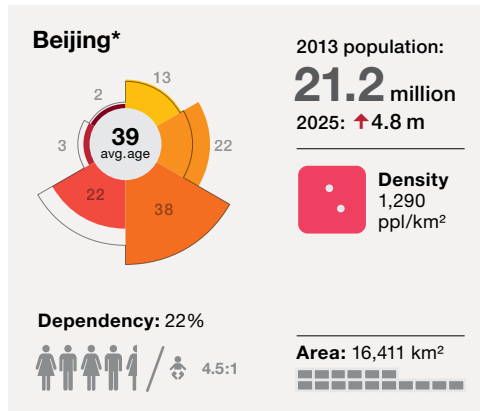 Beijing*
13
2
39
avg.age
3
22
22
38
2013 population:
21.2 million
2025: ↑4.8 m
Density
1,290
ppl/km²
Dependency: 22%
4.5:1
Area: 16,411 km²